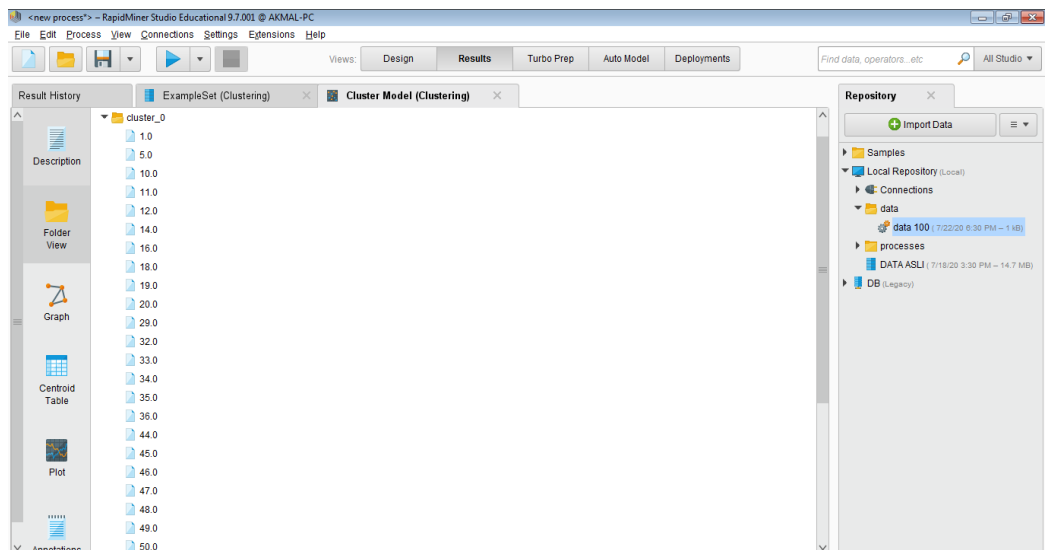 <new process*> – RapidMiner Studio Educational 9.7.001 @ AKMAL-PC
File Edit Process View Connections Settings Extensions Help
Views: Design Results Turbo Prep Auto Model Deployments
Find data, operators...etc
All Studio
Result History
ExampleSet (Clustering)
Cluster Model (Clustering)
Description
Folder View
Graph
Centroid Table
Plot
Annotations
cluster_0
1.0
5.0
10.0
11.0
12.0
14.0
16.0
18.0
19.0
20.0
29.0
32.0
33.0
34.0
35.0
36.0
44.0
45.0
46.0
47.0
48.0
49.0
50.0
Repository
Import Data
Samples
Local Repository (Local)
Connections
data
data 100 ( 7/22/20 6:30 PM – 1 kB)
processes
DATA ASLI ( 7/18/20 3:30 PM – 14.7 MB)
DB (Legacy)